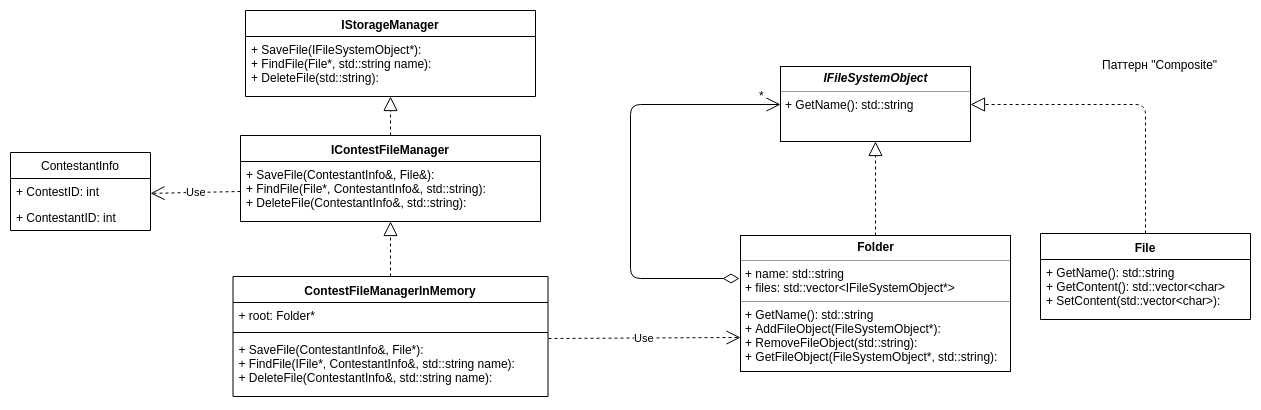 IStorageManager
+ SaveFile(IFileSystemObject*):
+ FindFile(File*, std::string name):
+ DeleteFile(std::string):
IContestFileManager
+ SaveFile(ContestantInfo&, File&):
+ FindFile(File*, ContestantInfo&, std::string):
+ DeleteFile(ContestantInfo&, std::string):
ContestantInfo
+ ContestID: int
+ ContestantID: int
Use
ContestFileManagerInMemory
+ root: Folder*
+ SaveFile(ContestantInfo&, File*):
+ FindFile(IFile*, ContestantInfo&, std::string name):
+ DeleteFile(ContestantInfo&, std::string name):
Use
*
IFileSystemObject
+ GetName(): std::string
Паттерн "Composite"
Folder
+ name: std::string
+ files: std::vector<IFileSystemObject*>
+ GetName(): std::string
+ AddFileObject(FileSystemObject*):
+ RemoveFileObject(std::string):
+ GetFileObject(FileSystemObject*, std::string):
File
+ GetName(): std::string
+ GetContent(): std::vector<char>
+ SetContent(std::vector<char>):